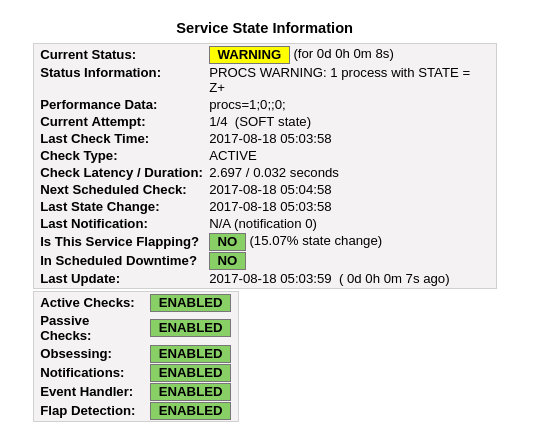 Service State Information
Current Status: WARNING (for 0d 0h 0m 8s)
Status Information: PROCS WARNING: 1 process with STATE =
Z+
Performance Data: procs=1;0;;0;
Current Attempt: 1/4  (SOFT state)
Last Check Time: 2017-08-18 05:03:58
Check Type: ACTIVE
Check Latency / Duration: 2.697 / 0.032 seconds
Next Scheduled Check: 2017-08-18 05:04:58
Last State Change: 2017-08-18 05:03:58
Last Notification: N/A (notification 0)
Is This Service Flapping? NO (15.07% state change)
In Scheduled Downtime? NO
Last Update: 2017-08-18 05:03:59  ( 0d 0h 0m 7s ago)
Active Checks: ENABLED
Passive
Checks: ENABLED
Obsessing: ENABLED
Notifications: ENABLED
Event Handler: ENABLED
Flap Detection: ENABLED